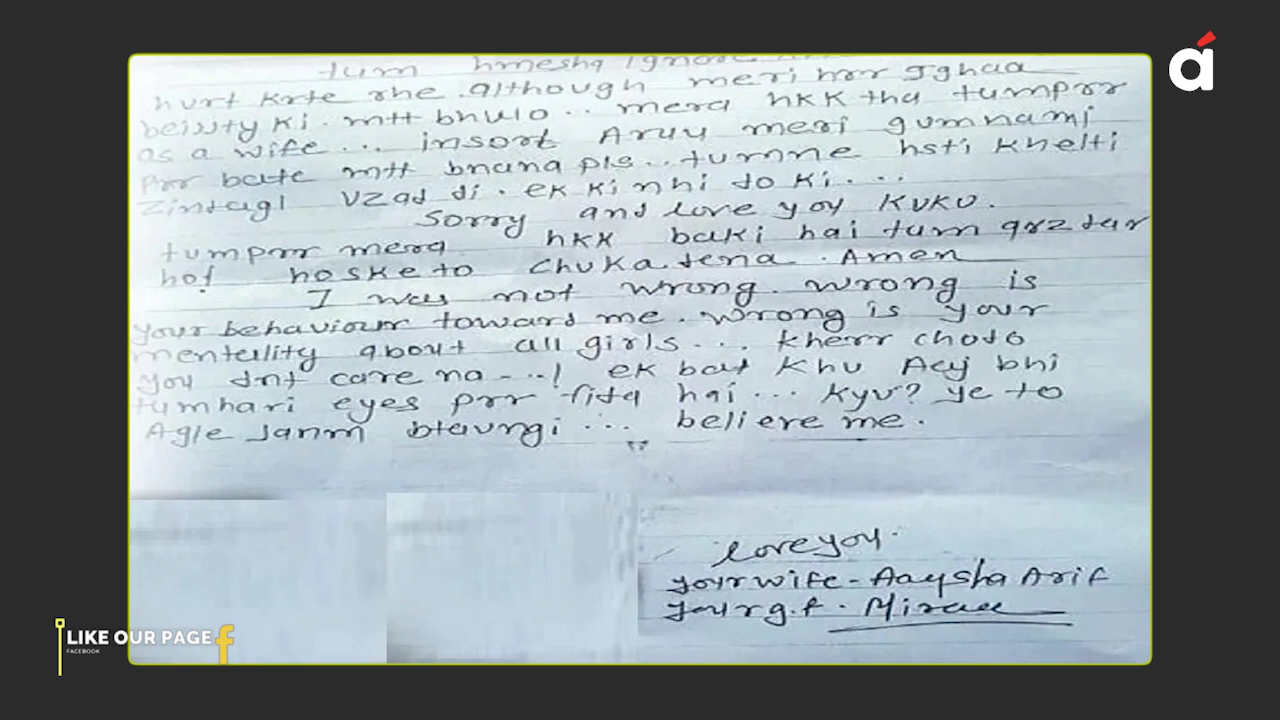 tum hmesha Ignore
hurt krte rhe. although meri hrr Jghaa
beizzty ki. mtt bhulo.. mera hkk tha tumprr
as a wife... insort Aruu meri gumnami
prr bate mtt bnana pls.. tumne hsti khelti
zindagi Uzad di. ek ki nhi do ki...
Sorry and love you KUKU.
tumprr mera hkk baki hai tum qrzdar
ho! hoske to chuka dena. Amen
I was not wrong. wrong is
your behaviour toward me. wrong is your
mentality about all girls... kherr chodo
you dnt care na...! ek bat khu Aaj bhi
tumhari eyes prr fida hai... kyu? ye to
Agle Janm btaungi... beliere me.
love you.
your wife - Aaysha Arif
your g.f.
á
LIKE OUR PAGE f
FACEBOOK